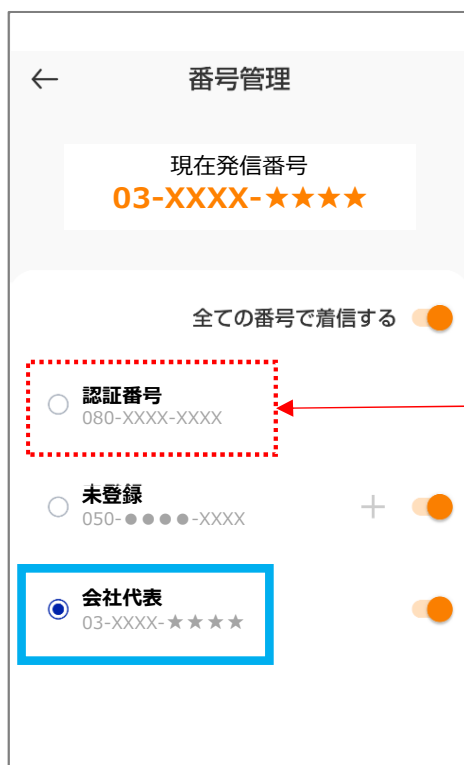 番号管理
現在発信番号
03-XXXX-★★★★
全ての番号で着信する
認証番号
080-XXXX-XXXX
未登録
050-●●●●-XXXX
会社代表
03-XXXX-★★★★